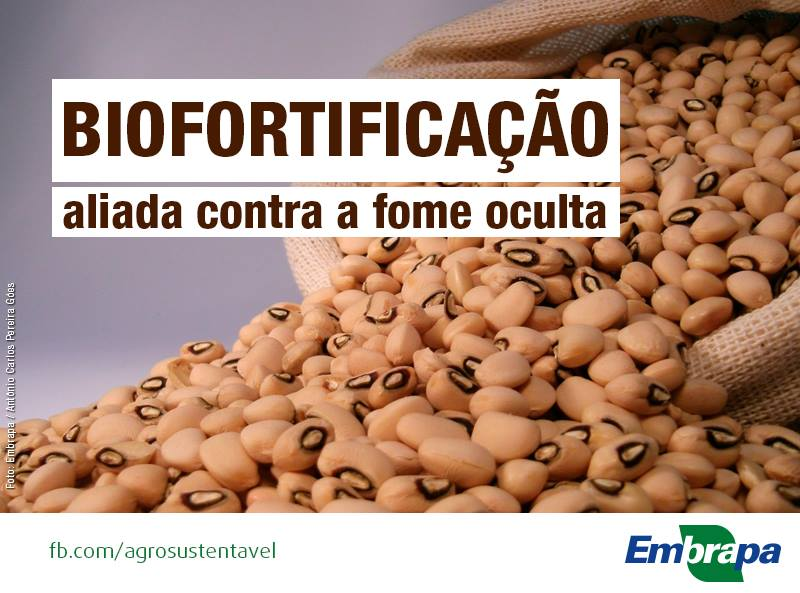 BIOFORTIFICAÇÃO
aliada contra a fome oculta
Foto: Embrapa / Antônio Carlos Pereira Góes
fb.com/agrosustentavel
Embrapa